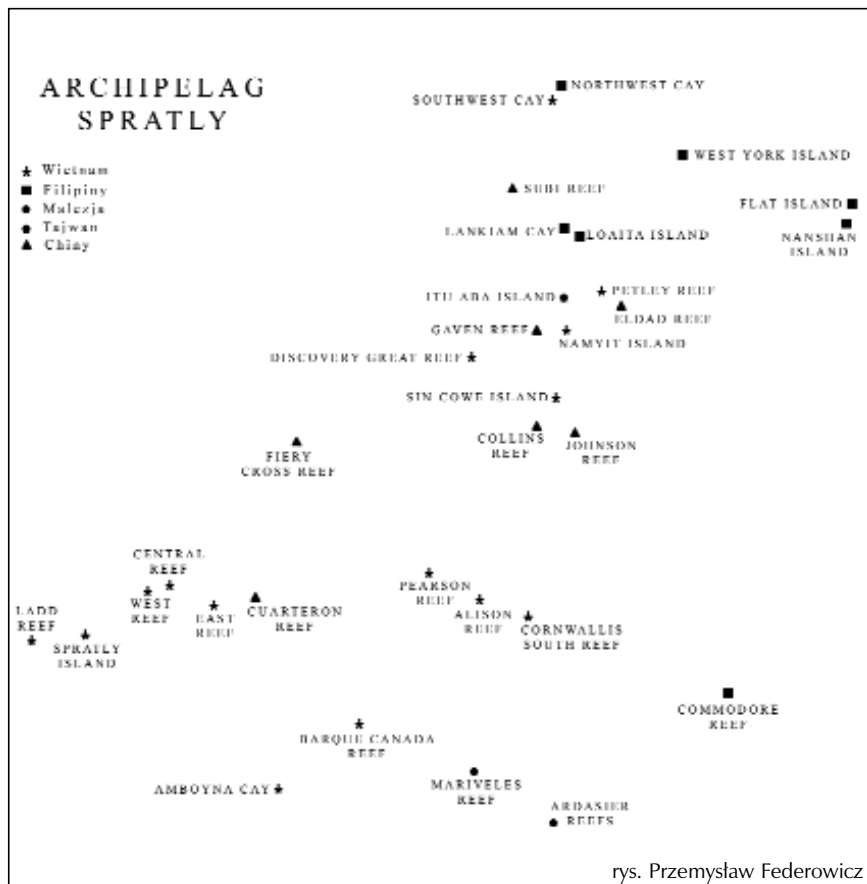 ARCHIPELAG
SPRATLY
Wietnam
Filipiny
Malezja
Tajwan
Chiny
NORTHWEST CAY
SOUTHWEST CAY
WEST YORK ISLAND
SUBI REEF
FLAT ISLAND
LANKIAM CAY
LOAITA ISLAND
NANSHAN
ISLAND
ITU ABA ISLAND
PETLEY REEF
ELDAD REEF
GAVEN REEF
NAMYIT ISLAND
DISCOVERY GREAT REEF
SIN COWE ISLAND
COLLINS
REEF
JOHNSON
REEF
FIERY
CROSS REEF
CENTRAL
REEF
LADD
REEF
WEST
REEF
EAST
REEF
CUARTERON
REEF
SPRATLY
ISLAND
PEARSON
REEF
ALISON
REEF
CORNWALLIS
SOUTH REEF
COMMODORE
REEF
BARQUE CANADA
REEF
AMBOYNA CAY
MARIVELES
REEF
ARDASIER
REEFS
rys. Przemysław Federowicz